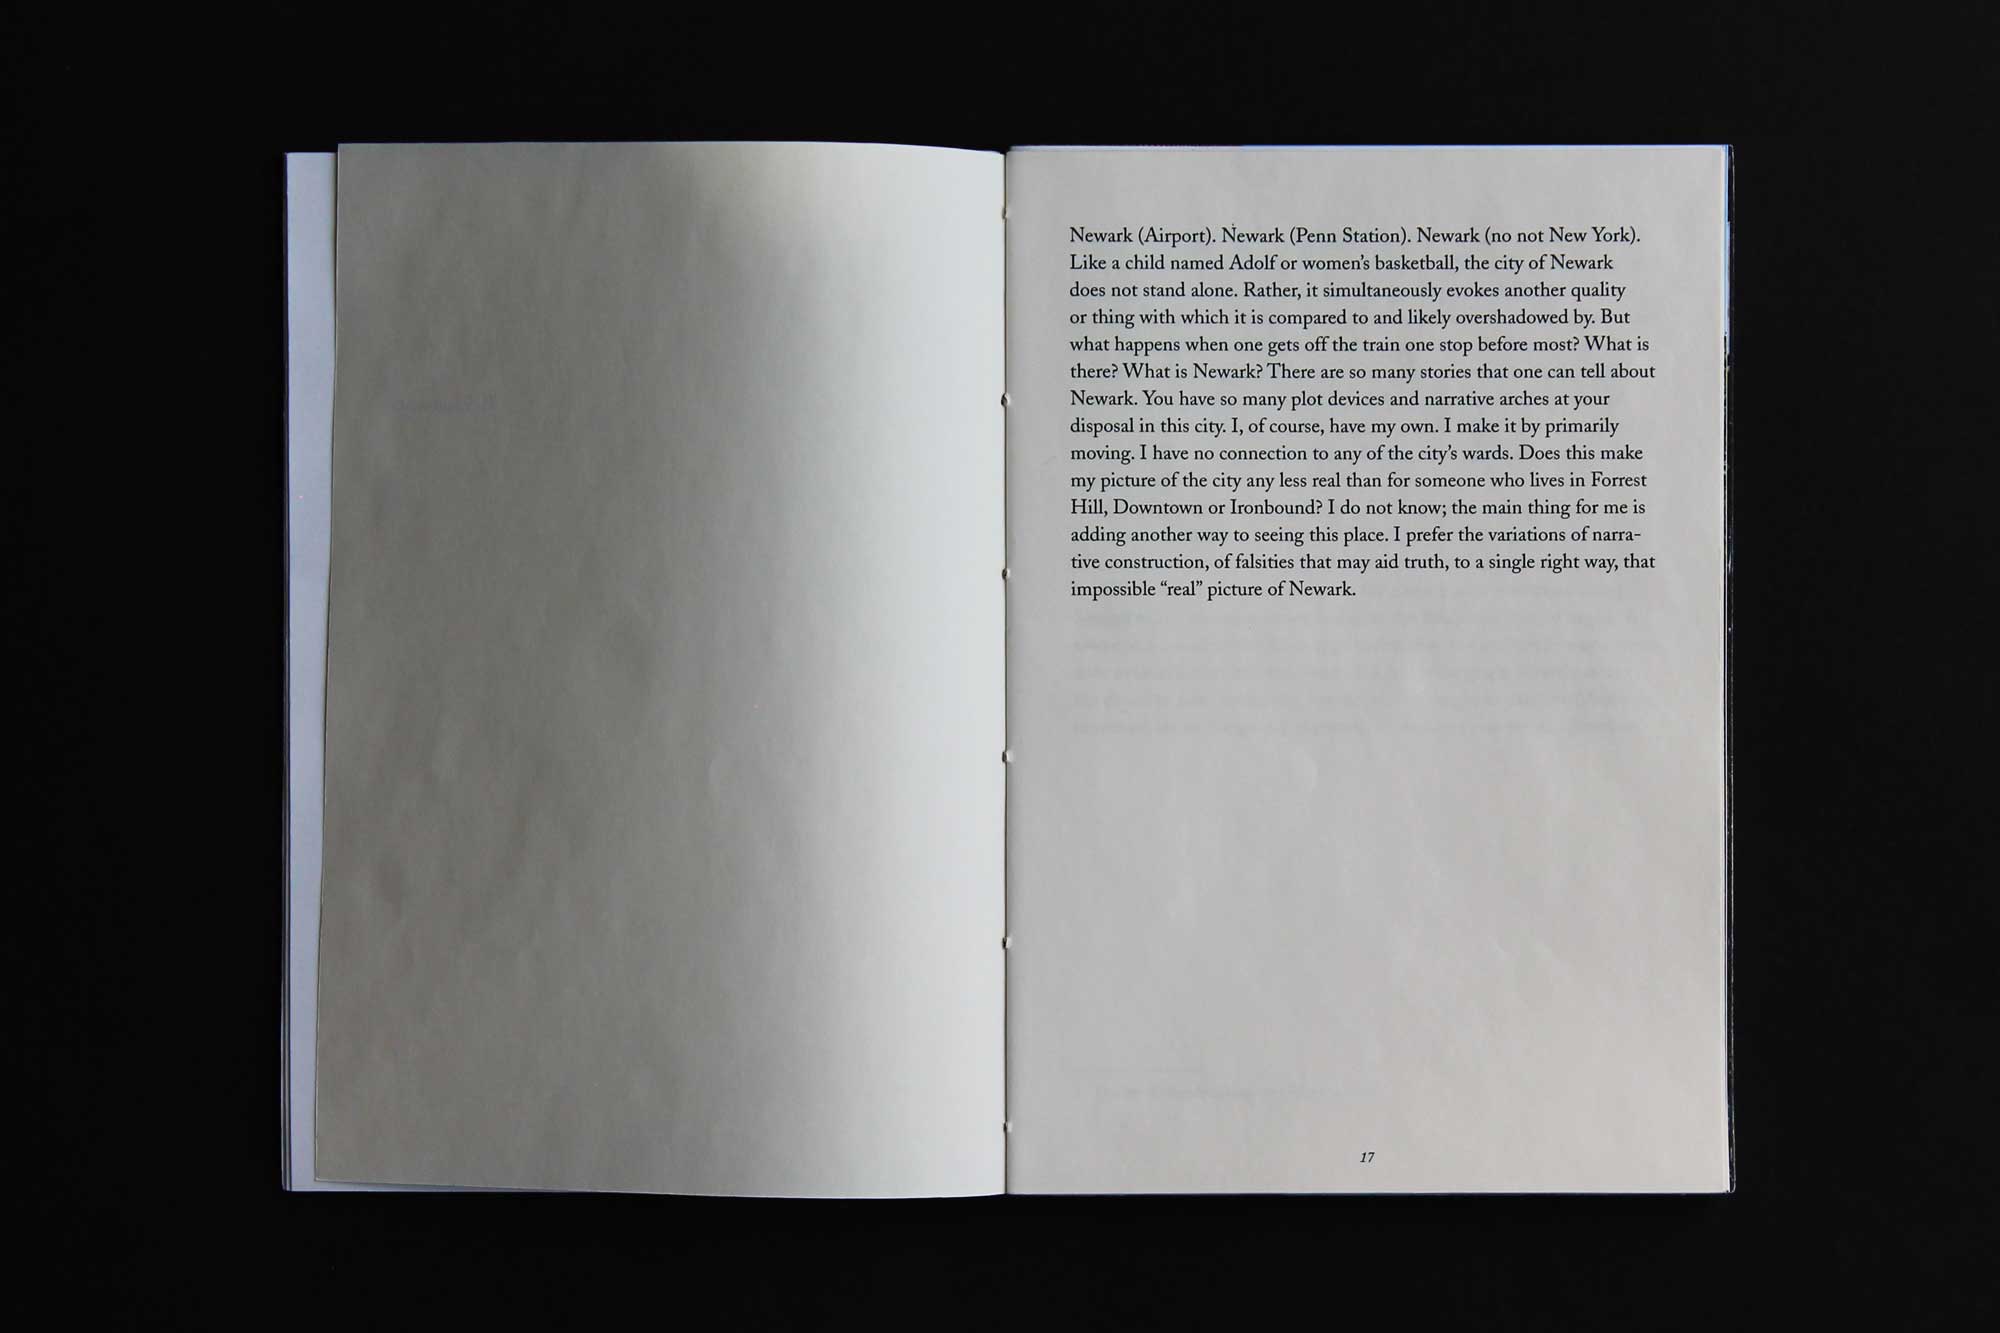 Newark (Airport). Newark (Penn Station). Newark (no not New York).
Like a child named Adolf or women's basketball, the city of Newark
does not stand alone. Rather, it simultaneously evokes another quality
or thing with which it is compared to and likely overshadowed by. But
what happens when one gets off the train one stop before most? What is
there? What is Newark? There are so many stories that one can tell about
Newark. You have so many plot devices and narrative arches at your
disposal in this city. I, of course, have my own. I make it by primarily
moving. I have no connection to any of the city's wards. Does this make
my picture of the city any less real than for someone who lives in Forrest
Hill, Downtown or Ironbound? I do not know; the main thing for me is
adding another way to seeing this place. I prefer the variations of narra-
tive construction, of falsities that may aid truth, to a single right way, that
impossible “real” picture of Newark.
17